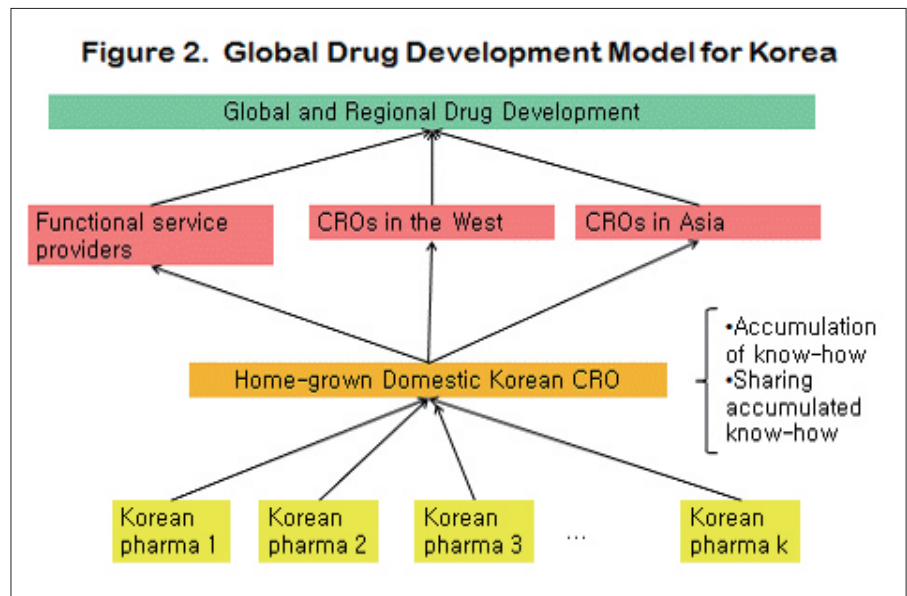 Figure 2. Global Drug Development Model for Korea
Global and Regional Drug Development
Functional service
providers
CROs in the West
CROs in Asia
Home-grown Domestic Korean CRO
•Accumulation
of know-how
•Sharing
accumulated
know-how
Korean
pharma 1
Korean
pharma 2
Korean
pharma 3
...
Korean
pharma k